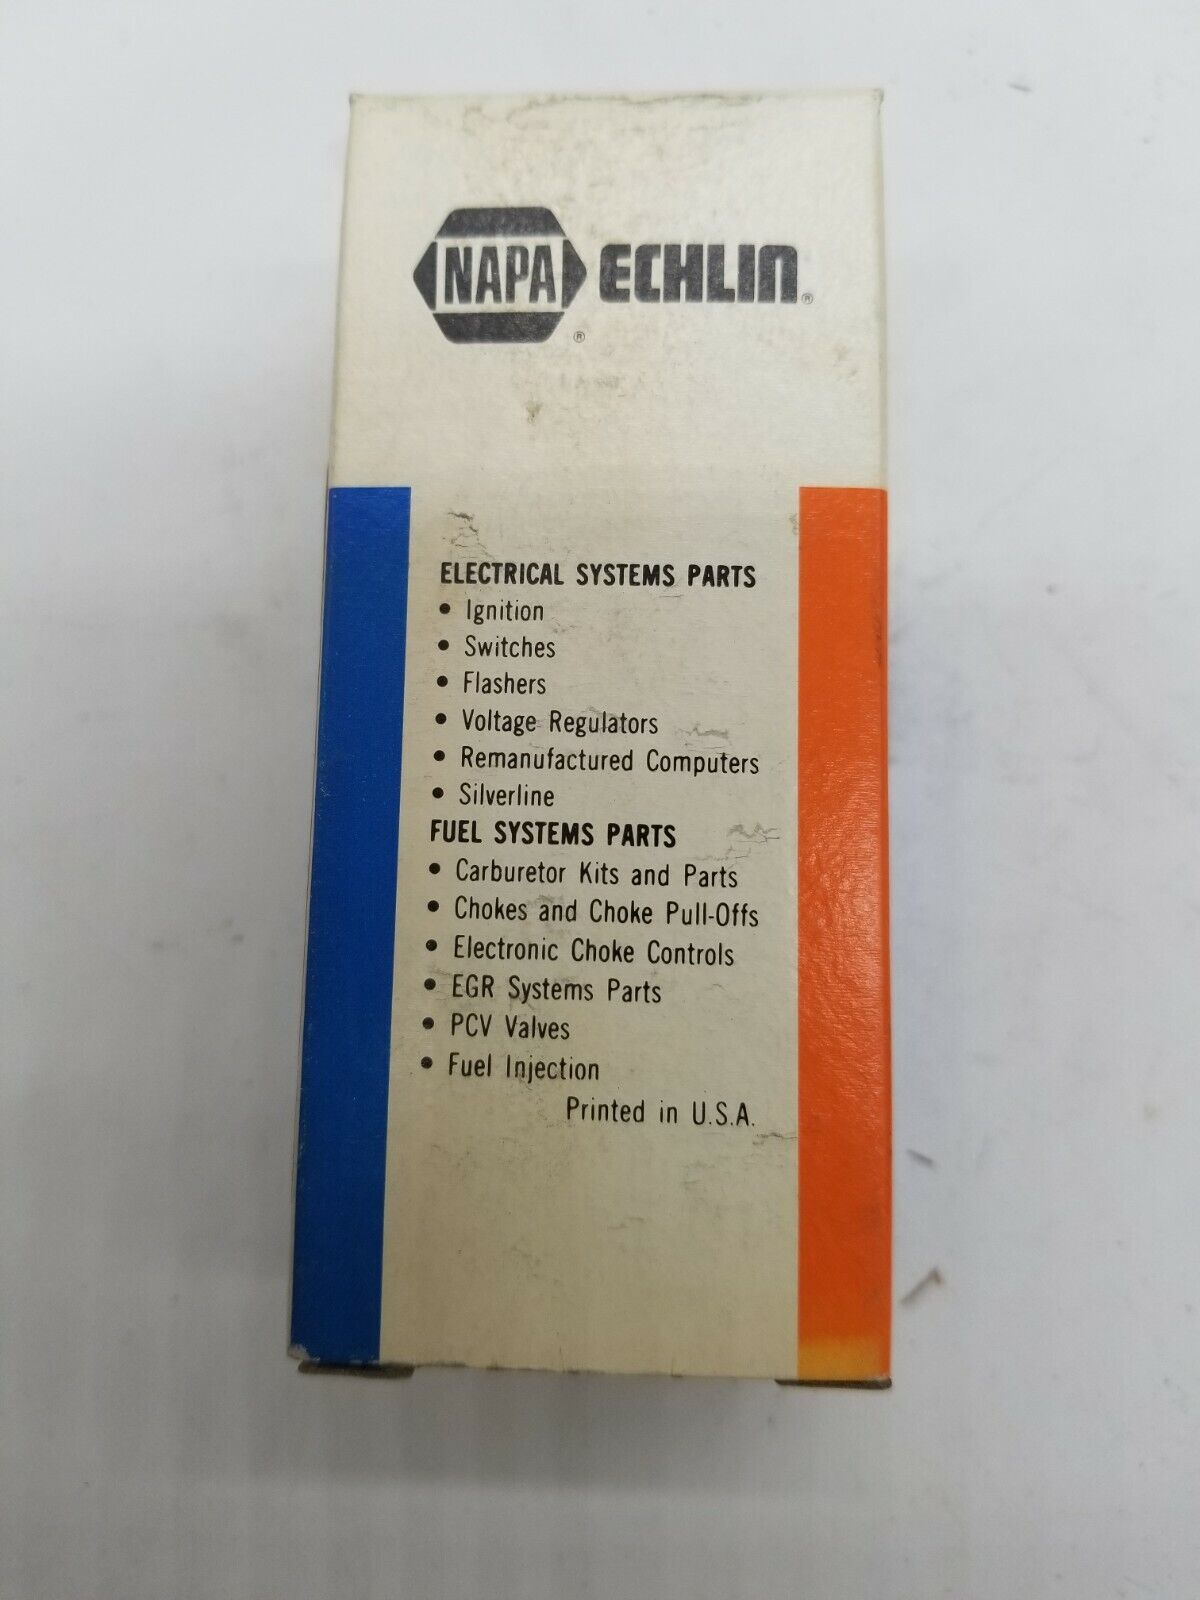 NAPA ® ECHLIN ®
ELECTRICAL SYSTEMS PARTS
• Ignition
• Switches
• Flashers
• Voltage Regulators
• Remanufactured Computers
• Silverline
FUEL SYSTEMS PARTS
• Carburetor Kits and Parts
• Chokes and Choke Pull-Offs
• Electronic Choke Controls
• EGR Systems Parts
• PCV Valves
• Fuel Injection
Printed in U.S.A.